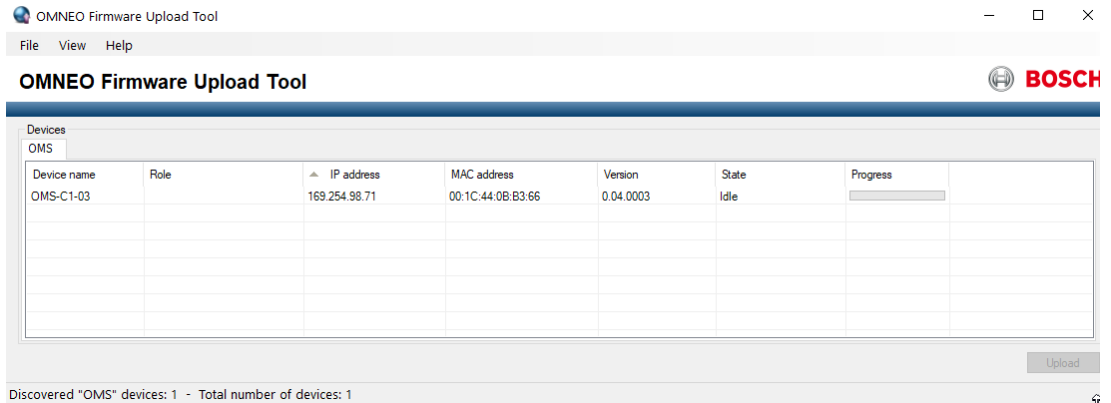 OMNEO Firmware Upload Tool
File View Help
OMNEO Firmware Upload Tool
BOSCH
Devices
OMS
Device name Role IP address MAC address Version State Progress
OMS-C1-03 169.254.98.71 00:1C:44:0B:B3:66 0.04.0003 Idle
Upload
Discovered "OMS" devices: 1 - Total number of devices: 1